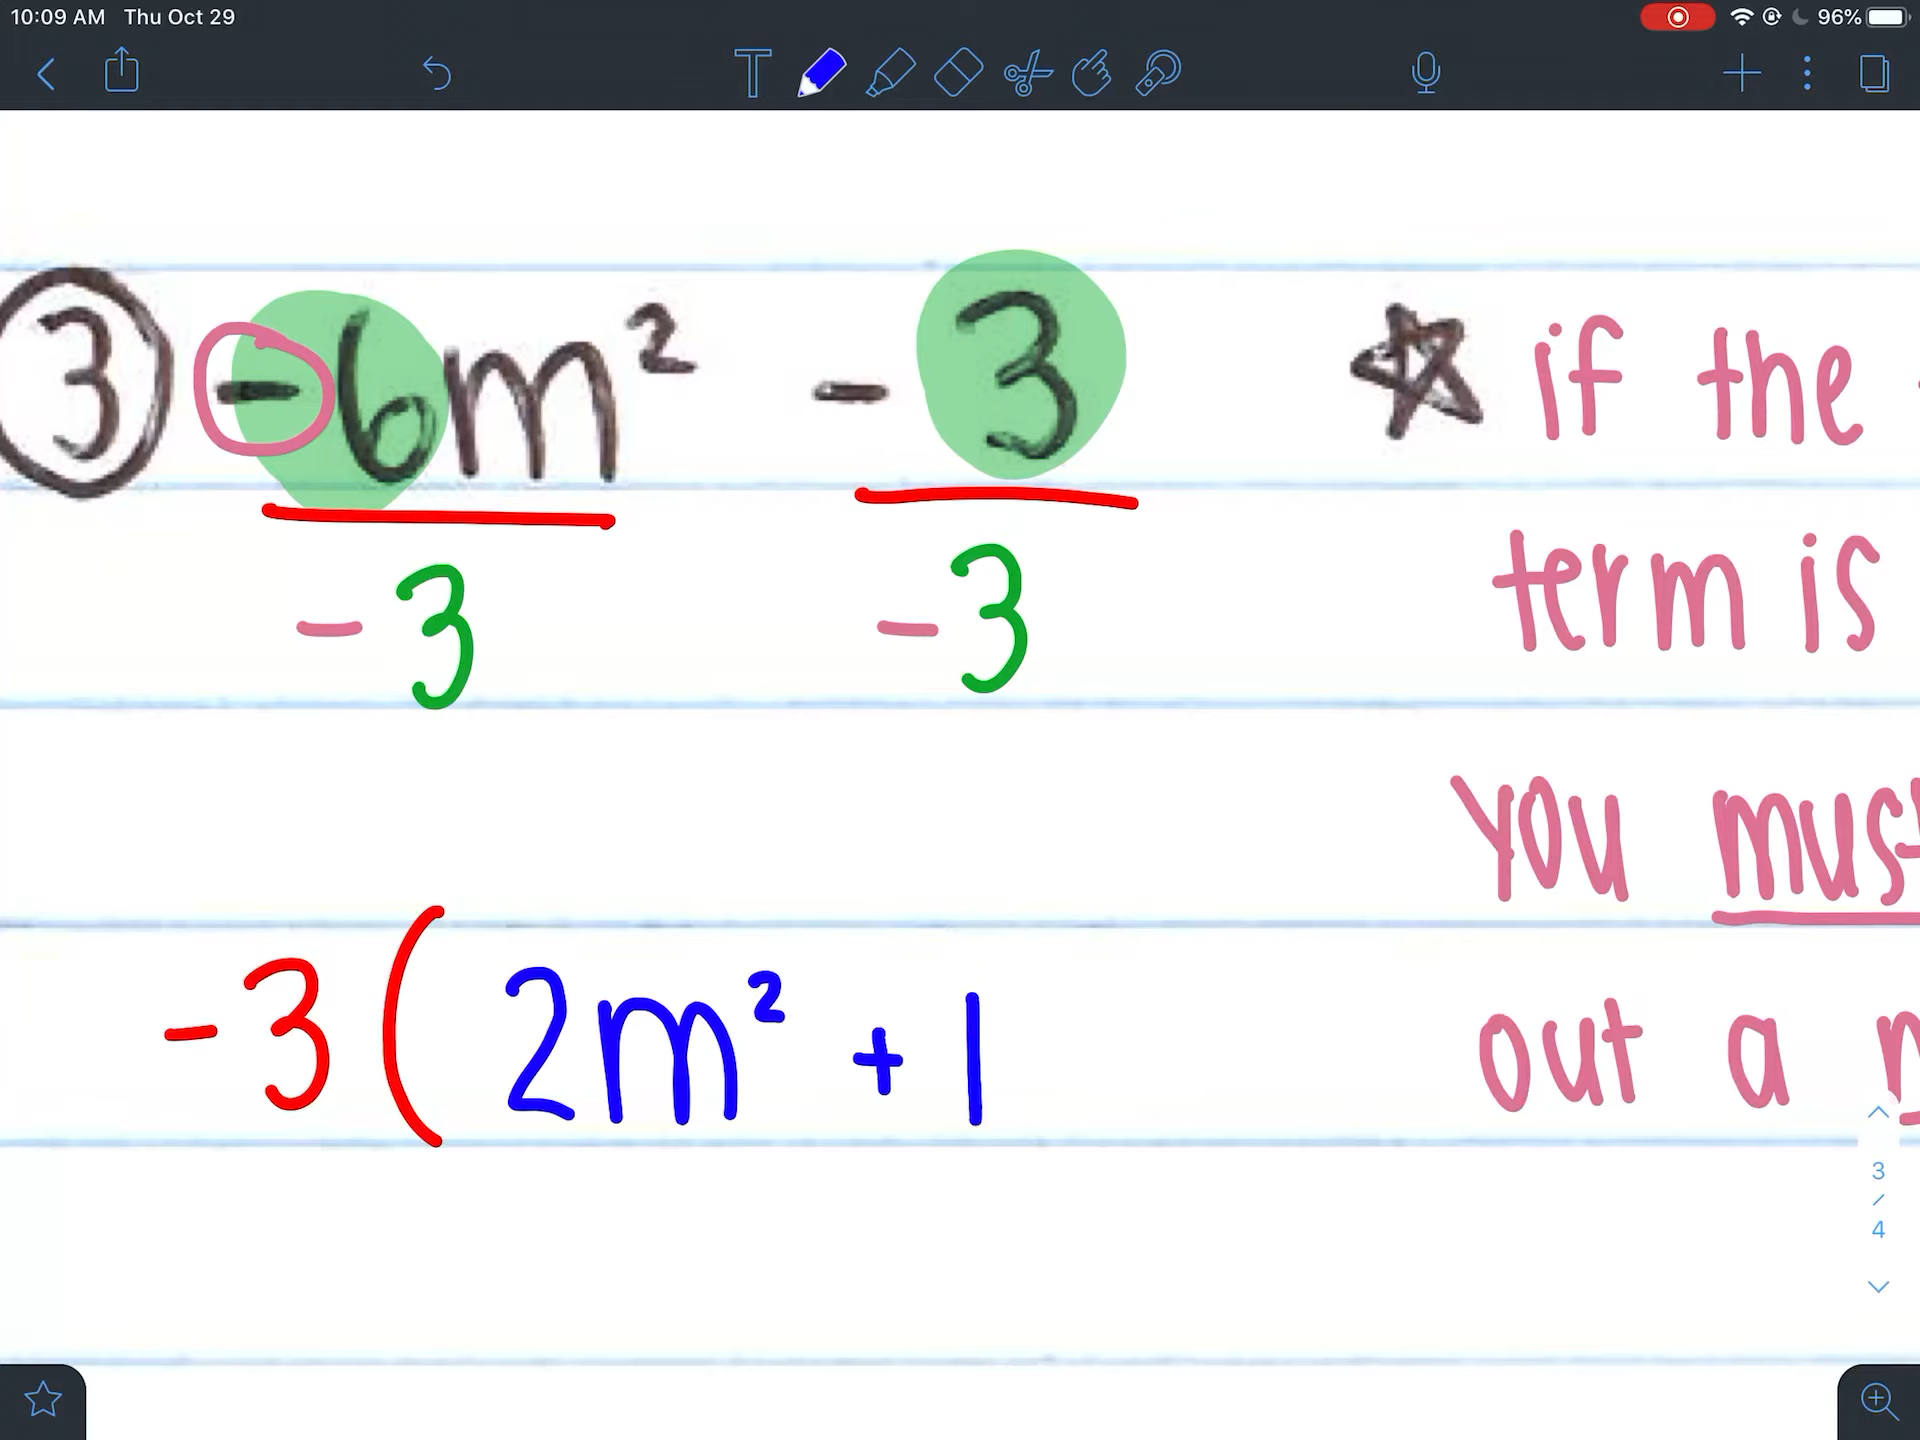 10:09 AM Thu Oct 29
96%
③ -6m² - 3
-3 -3
-3( 2m² + 1
☆ if the
term is
you must
out a
3
/
4